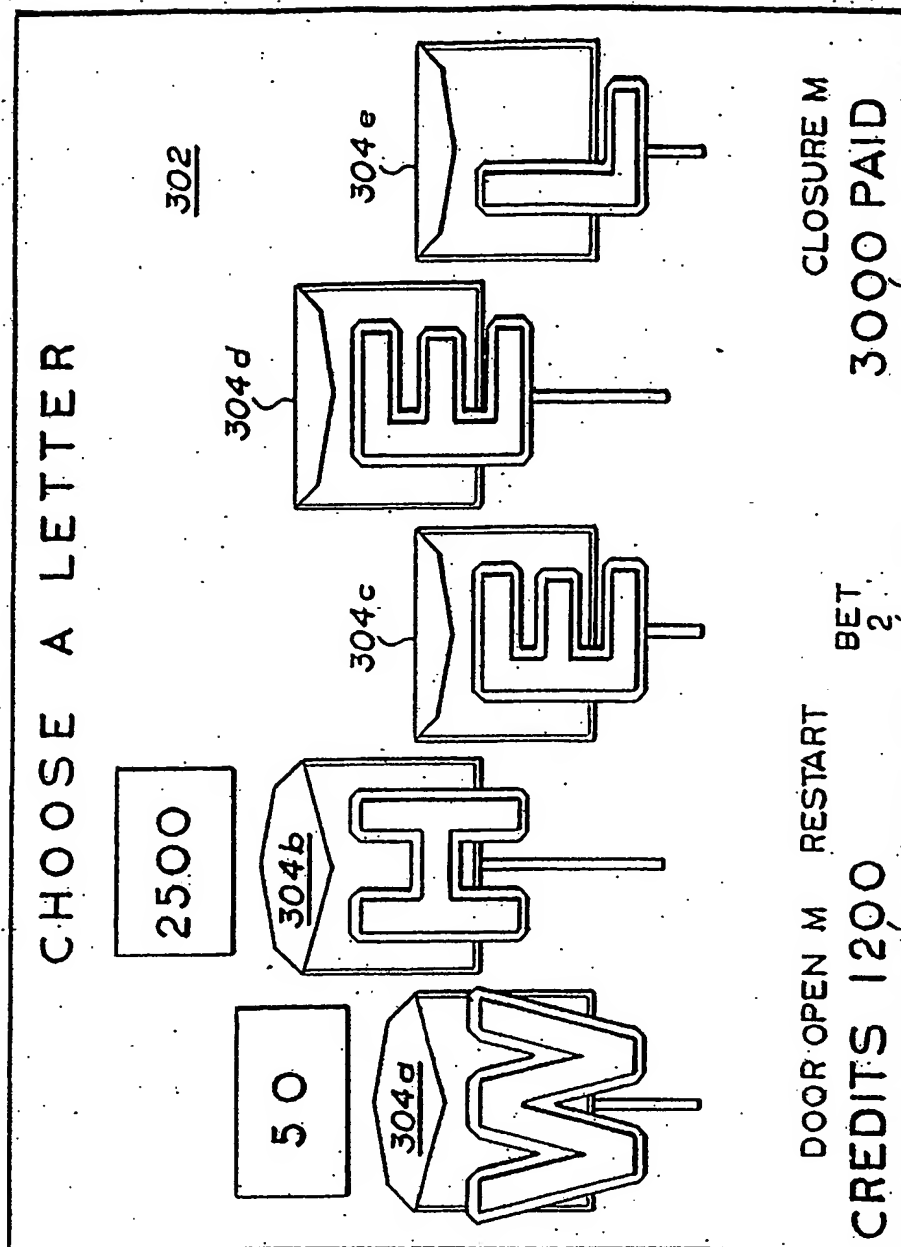 CHOOSE A LETTER
2500
50
302
304a
304b
304c
304d
304e
W H E E L
DOOR OPEN M RESTART CLOSURE M
BET
CREDITS 1200 2 3000 PAID